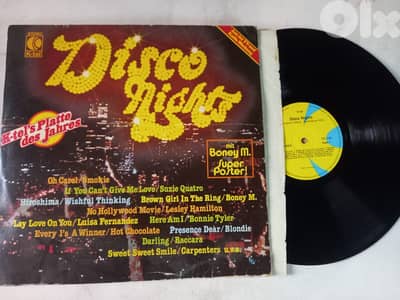 K-tel
Disco
Nights
K-tel's Platte
des Jahres
mit
Boney M.
Super
Poster!
Oh Carol/Smokie
If You Can't Give Me Love/Suzie Quatro
Hiroshima/Wishful Thinking Brown Girl In The Ring/Boney M.
No Hollywood Movie/Lesley Hamilton
Lay Love On You/Luisa Fernandez Here Am I/Bonnie Tyler
Every 1's A Winner/Hot Chocolate Presence Dear/Blondie
Darling/Baccara
Sweet Sweet Smile/Carpenters u.v.a.
Disco Nights
OLX